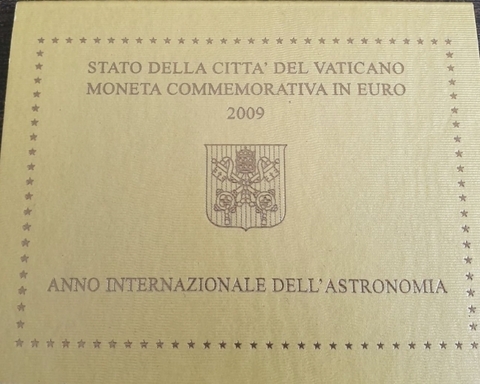 STATO DELLA CITTA' DEL VATICANO
MONETA COMMEMORATIVA IN EURO
2009
ANNO INTERNAZIONALE DELL'ASTRONOMIA